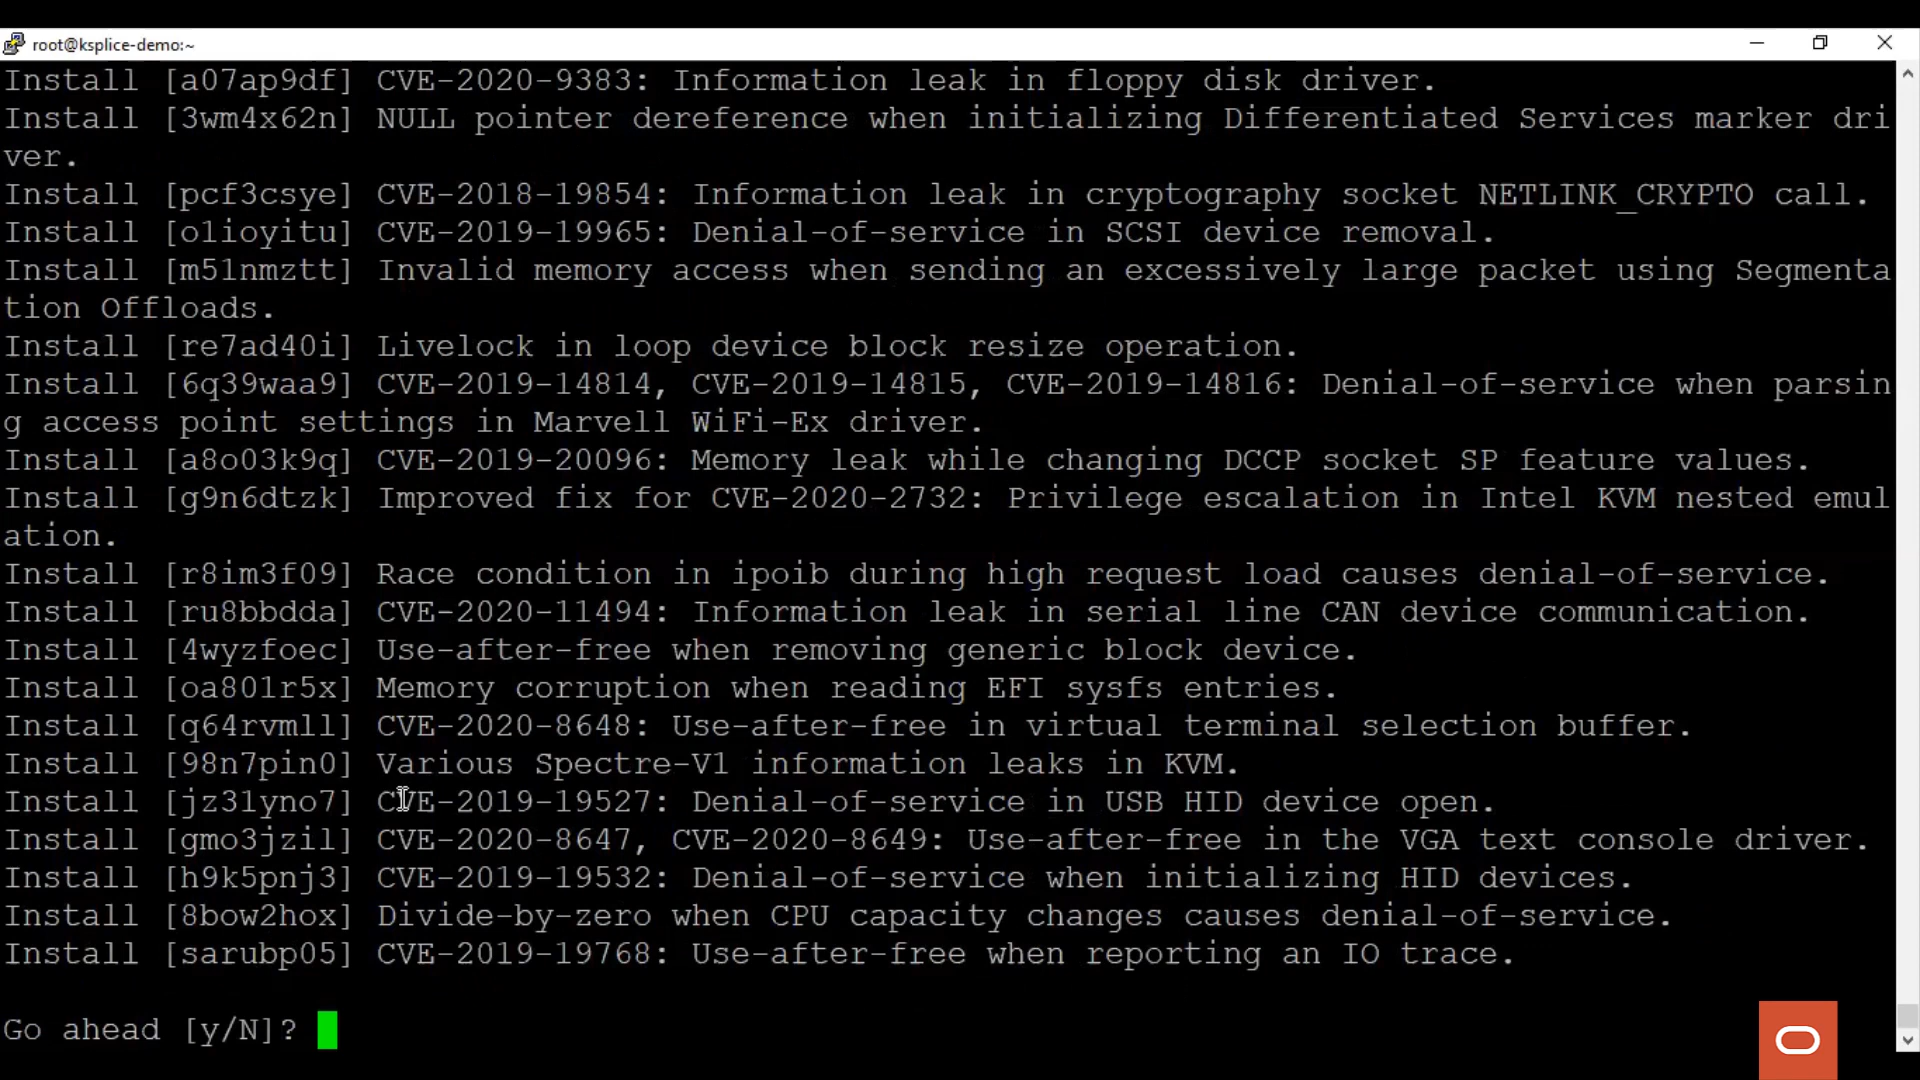 root@ksplice-demo:~
Install [a07ap9df] CVE-2020-9383: Information leak in floppy disk driver.
Install [3wm4x62n] NULL pointer dereference when initializing Differentiated Services marker dri
ver.
Install [pcf3csye] CVE-2018-19854: Information leak in cryptography socket NETLINK_CRYPTO call.
Install [o1ioyitu] CVE-2019-19965: Denial-of-service in SCSI device removal.
Install [m51nmztt] Invalid memory access when sending an excessively large packet using Segmenta
tion Offloads.
Install [re7ad40i] Livelock in loop device block resize operation.
Install [6q39waa9] CVE-2019-14814, CVE-2019-14815, CVE-2019-14816: Denial-of-service when parsin
g access point settings in Marvell WiFi-Ex driver.
Install [a8o03k9q] CVE-2019-20096: Memory leak while changing DCCP socket SP feature values.
Install [g9n6dtzk] Improved fix for CVE-2020-2732: Privilege escalation in Intel KVM nested emul
ation.
Install [r8im3f09] Race condition in ipoib during high request load causes denial-of-service.
Install [ru8bbdda] CVE-2020-11494: Information leak in serial line CAN device communication.
Install [4wyzfoec] Use-after-free when removing generic block device.
Install [oa801r5x] Memory corruption when reading EFI sysfs entries.
Install [q64rvmll] CVE-2020-8648: Use-after-free in virtual terminal selection buffer.
Install [98n7pin0] Various Spectre-V1 information leaks in KVM.
Install [jz31yno7] CVE-2019-19527: Denial-of-service in USB HID device open.
Install [gmo3jzil] CVE-2020-8647, CVE-2020-8649: Use-after-free in the VGA text console driver.
Install [h9k5pnj3] CVE-2019-19532: Denial-of-service when initializing HID devices.
Install [8bow2hox] Divide-by-zero when CPU capacity changes causes denial-of-service.
Install [sarubp05] CVE-2019-19768: Use-after-free when reporting an IO trace.
Go ahead [y/N]?